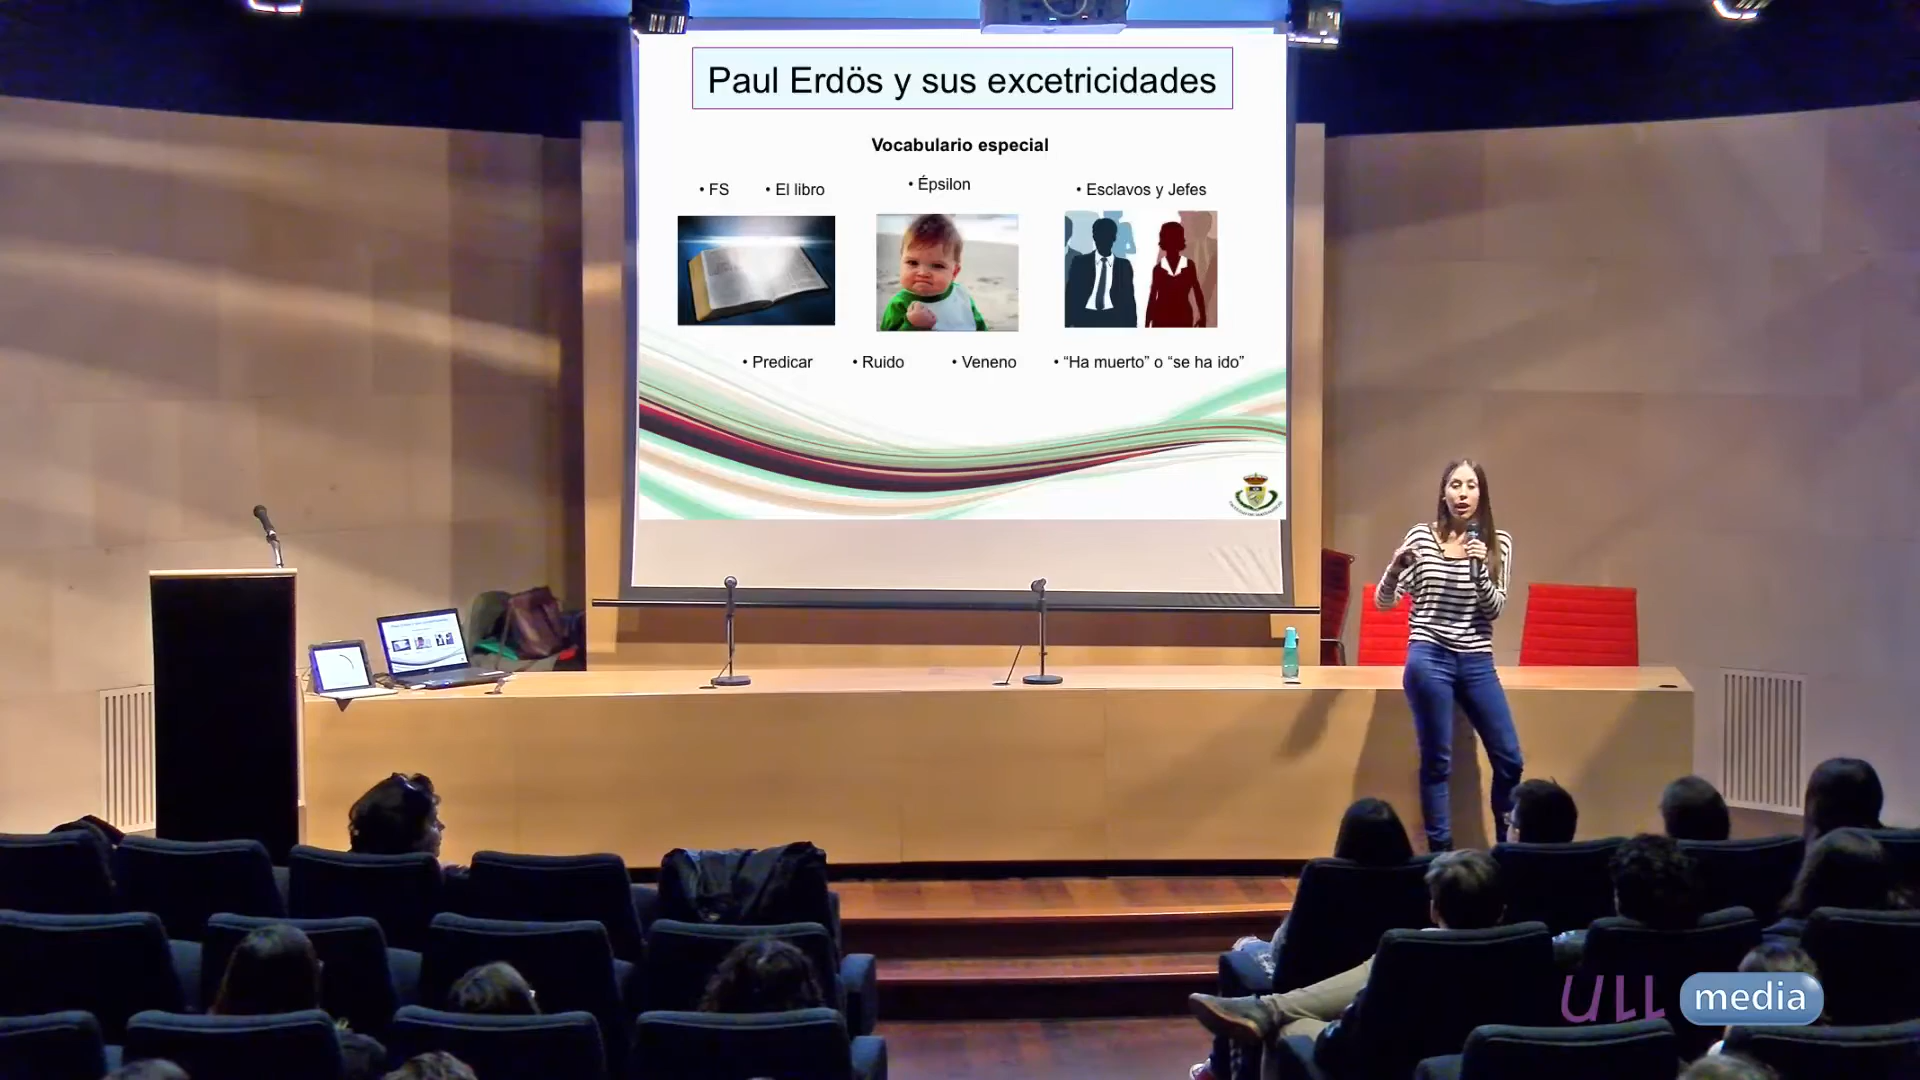 Paul Erdös y sus excetricidades
Vocabulario especial
• FS • El libro • Épsilon • Esclavos y Jefes
• Predicar • Ruido • Veneno • “Ha muerto” o “se ha ido”
ULL media